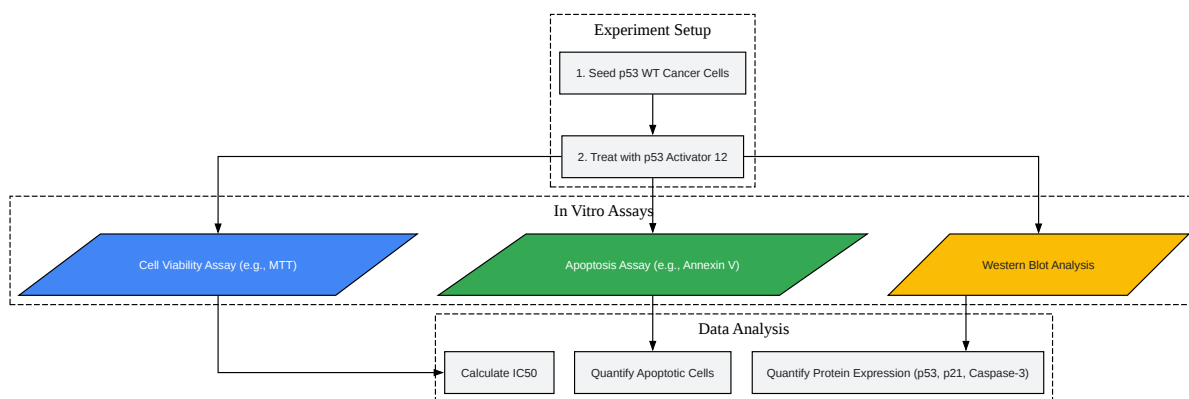 Experiment Setup
1. Seed p53 WT Cancer Cells
2. Treat with p53 Activator 12
In Vitro Assays
Cell Viability Assay (e.g., MTT)
Apoptosis Assay (e.g., Annexin V)
Western Blot Analysis
Data Analysis
Calculate IC50
Quantify Apoptotic Cells
Quantify Protein Expression (p53, p21, Caspase-3)